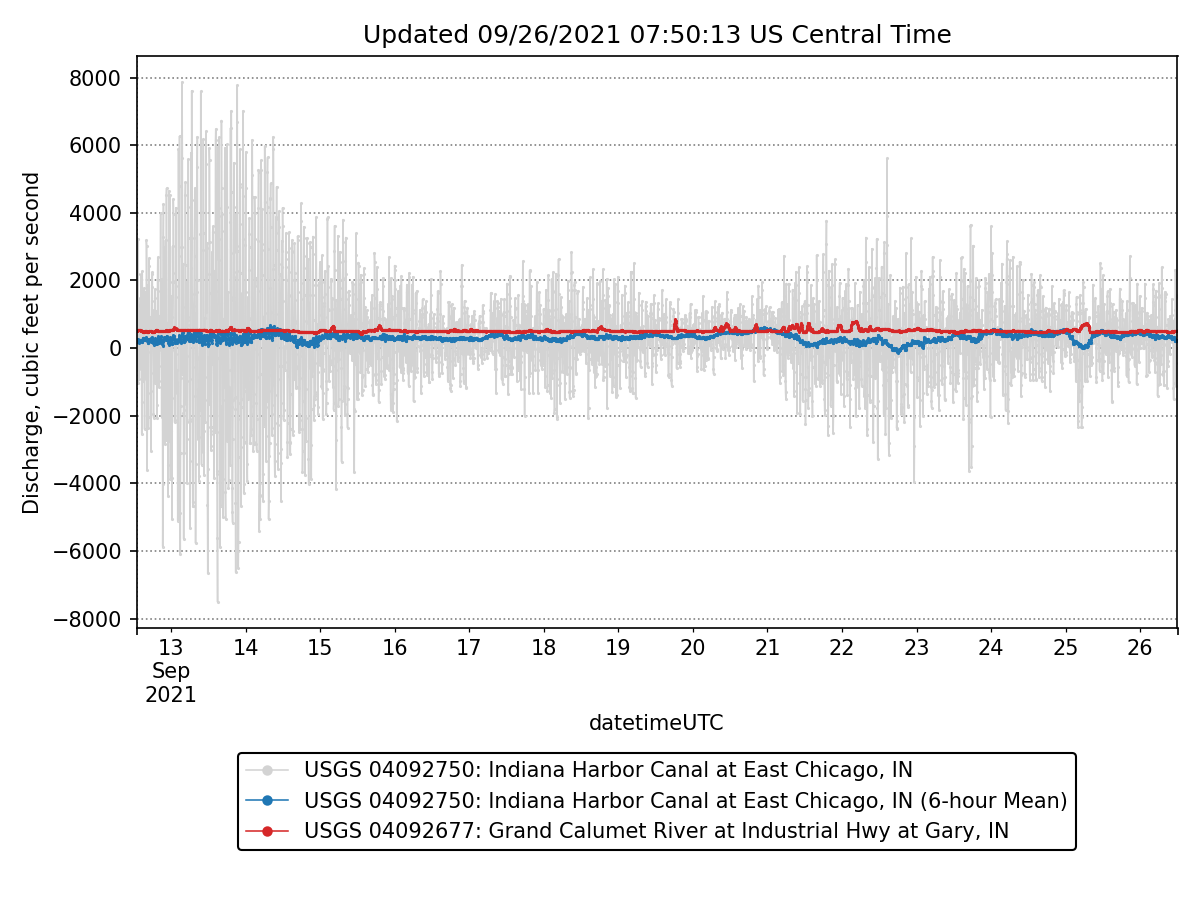 Updated 09/26/2021 07:50:13 US Central Time
Discharge, cubic feet per second
8000
6000
4000
2000
0
−2000
−4000
−6000
−8000
13 14 15 16 17 18 19 20 21 22 23 24 25 26
Sep
2021
datetimeUTC
USGS 04092750: Indiana Harbor Canal at East Chicago, IN
USGS 04092750: Indiana Harbor Canal at East Chicago, IN (6-hour Mean)
USGS 04092677: Grand Calumet River at Industrial Hwy at Gary, IN